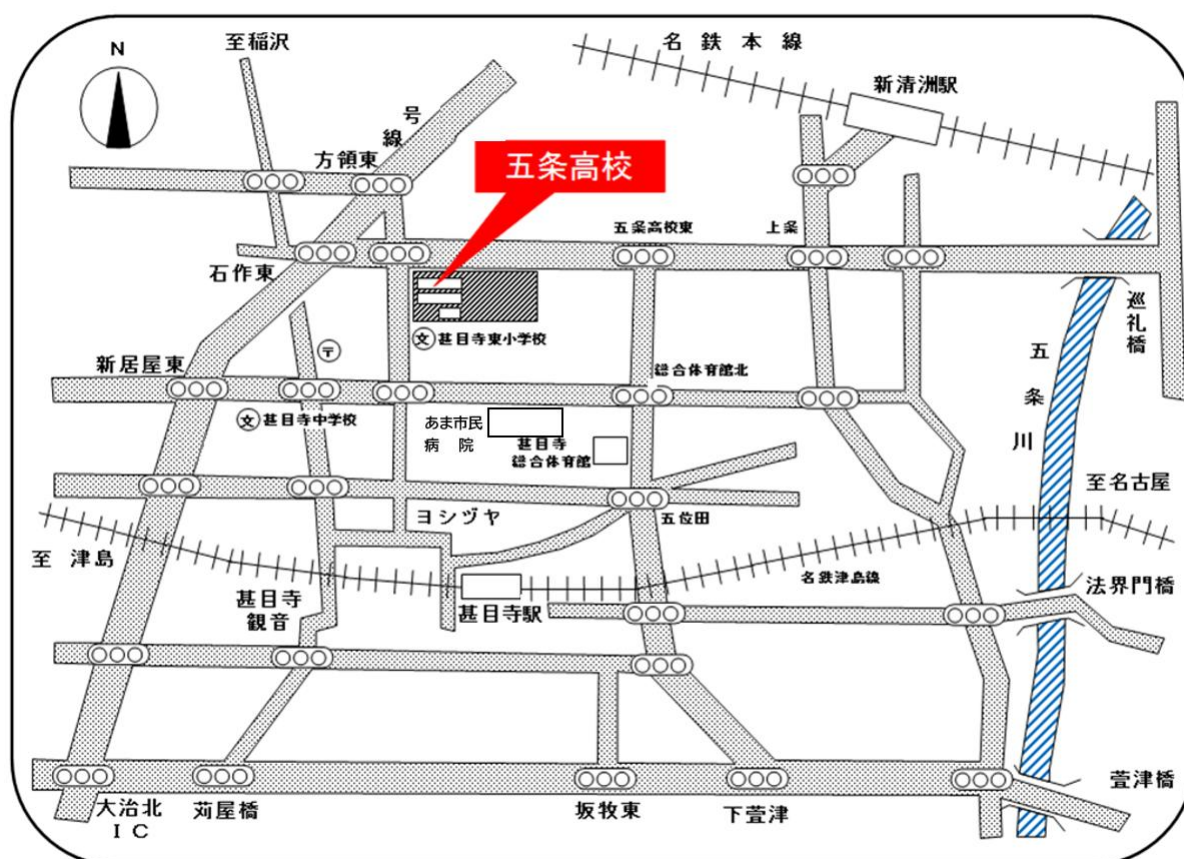 N
至稲沢
名鉄本線
新清洲駅
号
線
方領東
五条高校
五条高校東
上条
石作東
巡礼橋
文
甚目寺東小学校
五条川
新居屋東
〒
総合体育館北
文
甚目寺中学校
あま市民
病院
甚目寺
総合体育館
至名古屋
ヨシヅヤ
五位田
至 津島
名鉄津島線
甚目寺
観音
甚目寺駅
法界門橋
大治北
IC
苅屋橋
坂牧東
下萱津
萱津橋